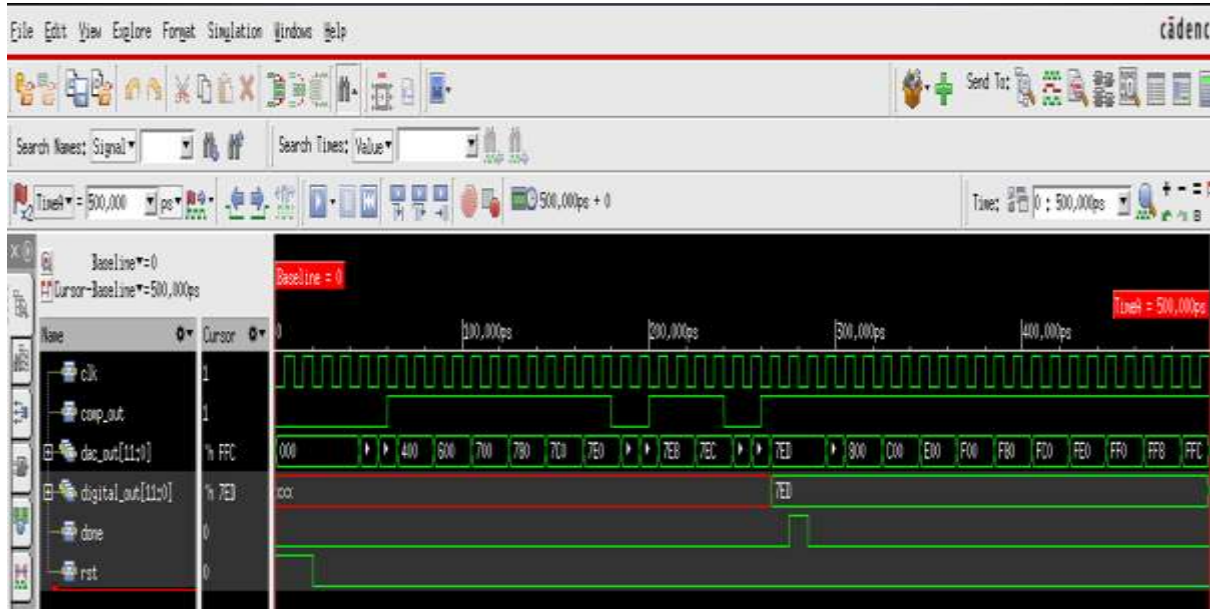 File Edit View Explore Format Simulation Windows Help
cādenc
Send To:
Search Names: Signal
Search Times: Value
TimeA = 500,000 ps
500,000ps + 0
Time: 0 : 500,000ps
Baseline=0
Cursor-Baseline=500,000ps
Baseline = 0
TimeA = 500,000ps
Name Cursor 0 100,000ps 200,000ps 300,000ps 400,000ps
clk 1
comp_out 1
dac_out[11:0] 'h FFC 000 400 600 700 780 7C0 7E0 7E8 7EC 7ED 800 C00 E00 F00 F80 FC0 FE0 FF0 FF8 FFC
digital_out[11:0] 'h 7ED xxx 7ED
done 0
rst 0